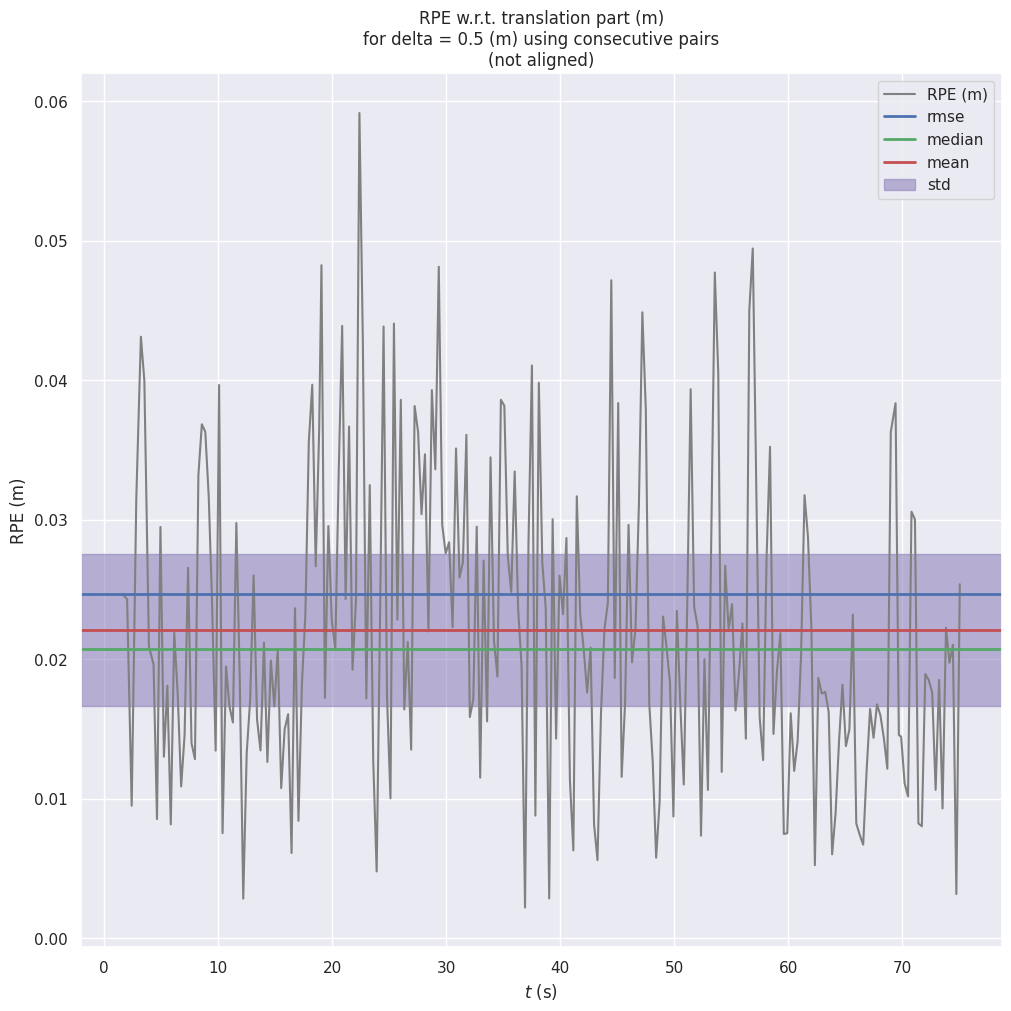 RPE w.r.t. translation part (m)
for delta = 0.5 (m) using consecutive pairs
(not aligned)
RPE (m)
rmse
median
mean
std
0.06
0.05
0.04
0.03
0.02
0.01
0.00
RPE (m)
0 10 20 30 40 50 60 70
t (s)